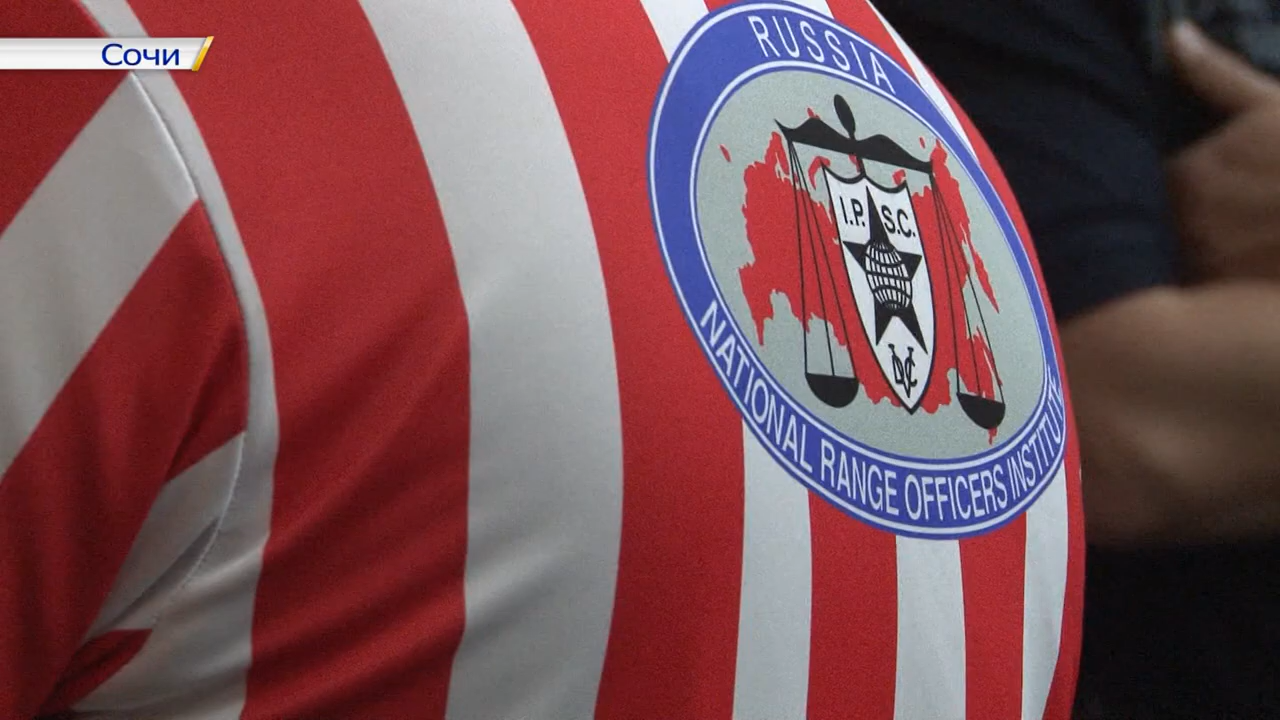 Сочи
RUSSIA
I.P.S.C.
DVC
NATIONAL RANGE OFFICERS INSTITUTE